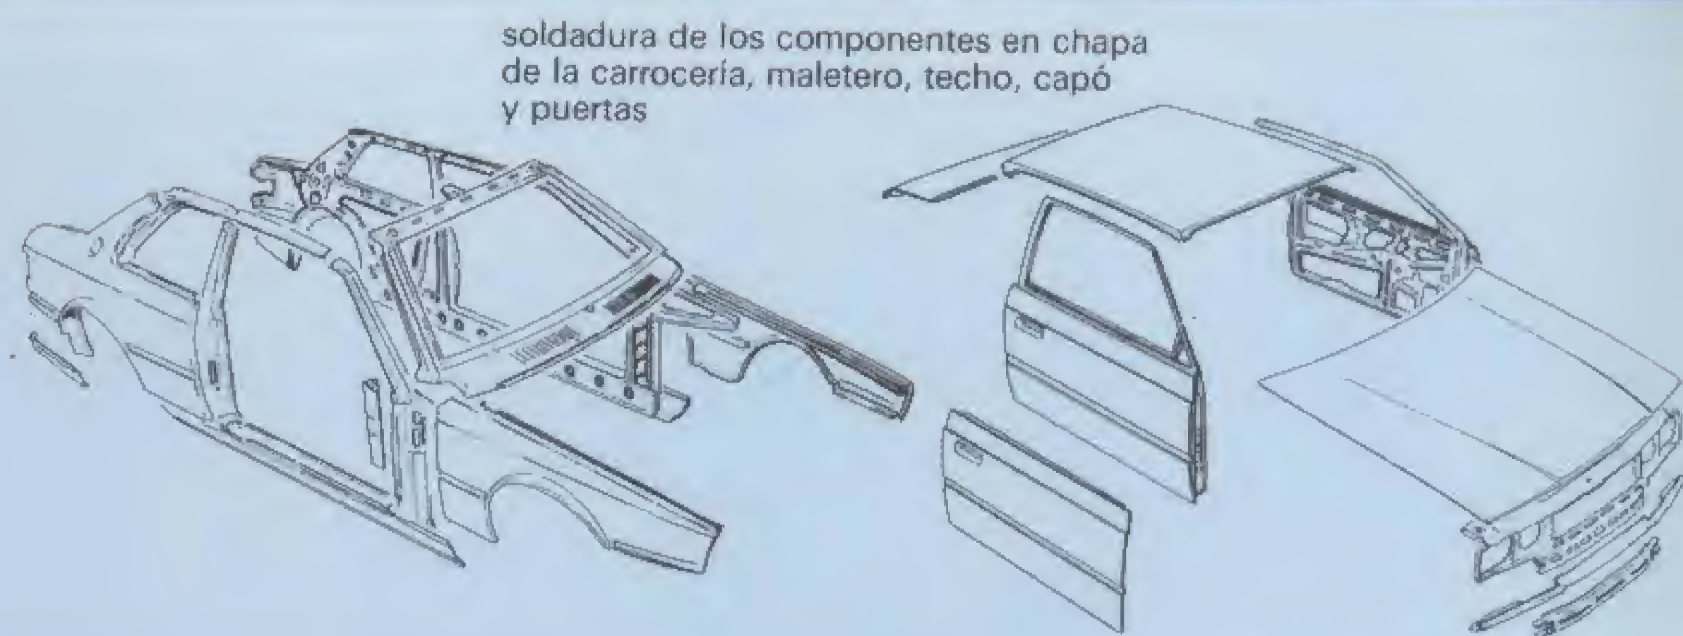 soldadura de los componentes en chapa
de la carrocería, maletero, techo, capó
y puertas